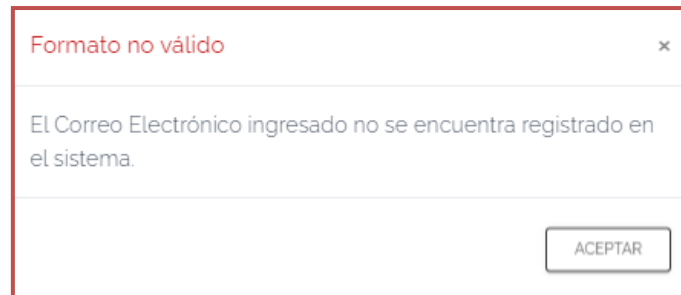 Formato no válido ×
El Correo Electrónico ingresado no se encuentra registrado en
el sistema.
ACEPTAR